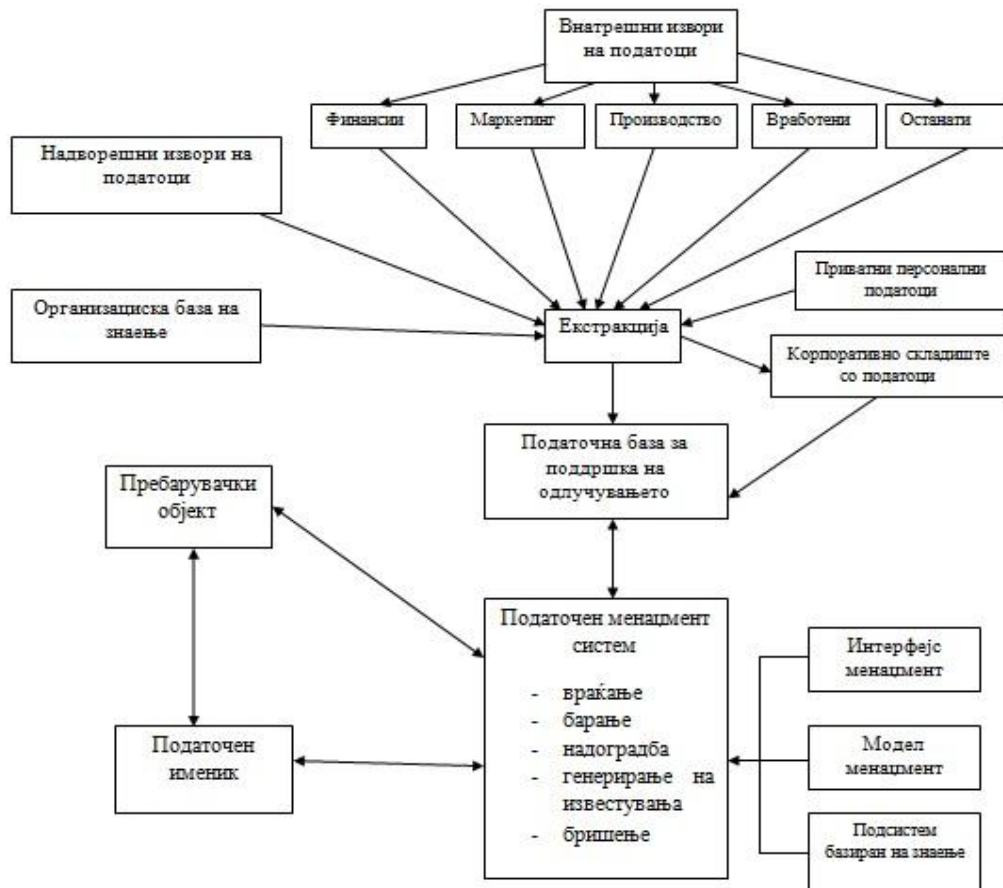 Внатрешни извори
на податоци
Финансии
Маркетинг
Производство
Вработени
Останати
Надворешни извори на
податоци
Приватни персонални
податоци
Организациска база на
знаење
Екстракција
Корпоративно складиште
со податоци
Податочна база за
поддршка на
одлучувањето
Пребарувачки
објект
Податочен менаџмент
систем
- враќање
- барање
- надоградба
- генерирање на
известувања
- бришење
Интерфејс
менаџмент
Податочен
именик
Модел
менаџмент
Подсистем
базиран на знаење